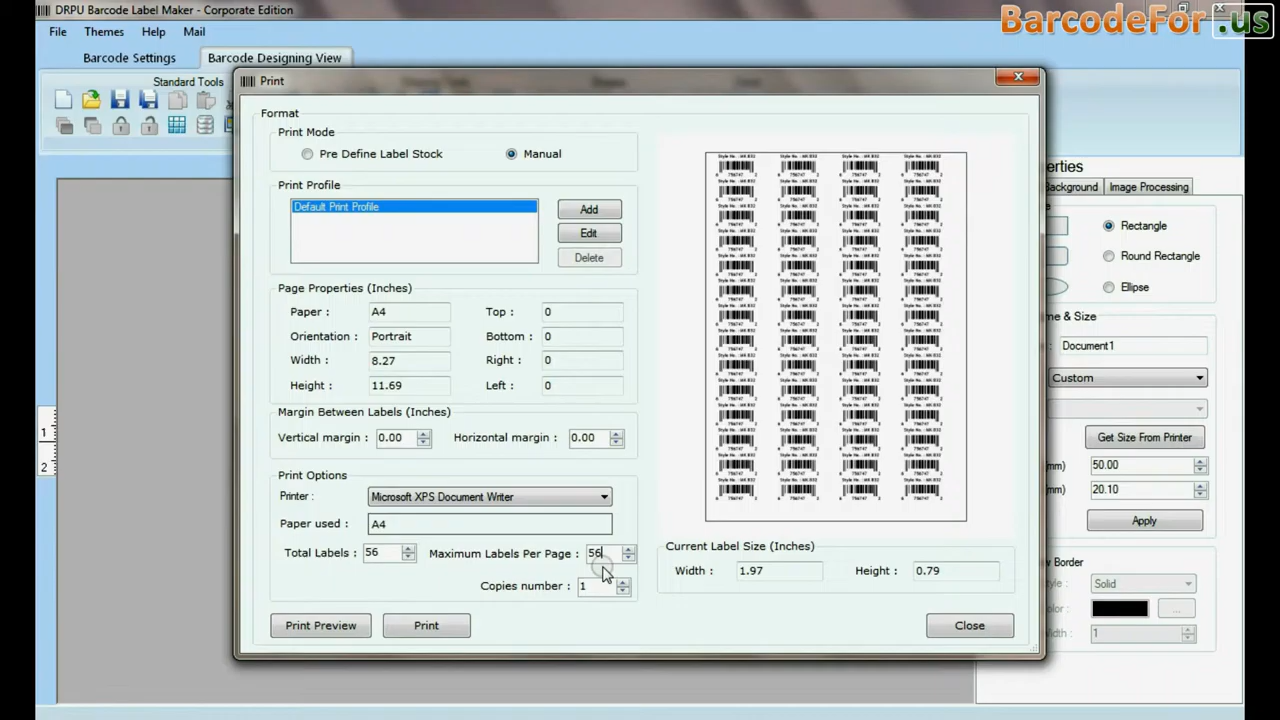 DRPU Barcode Label Maker - Corporate Edition
BarcodeFor.us
File Themes Help Mail
Barcode Settings Barcode Designing View
Standard Tools
Print
Format
Print Mode
Pre Define Label Stock Manual
Print Profile
Default Print Profile
Add
Edit
Delete
Page Properties (Inches)
Paper : A4 Top : 0
Orientation : Portrait Bottom : 0
Width : 8.27 Right : 0
Height : 11.69 Left : 0
Margin Between Labels (Inches)
Vertical margin : 0.00 Horizontal margin : 0.00
Print Options
Printer : Microsoft XPS Document Writer
Paper used : A4
Total Labels : 56 Maximum Labels Per Page : 56
Copies number : 1
Print Preview Print
Current Label Size (Inches)
Width : 1.97 Height : 0.79
Close
Background Image Processing
Rectangle
Round Rectangle
Ellipse
& Size
Document1
Custom
Get Size From Printer
50.00
20.10
Apply
Border
Solid
...
1
1
2